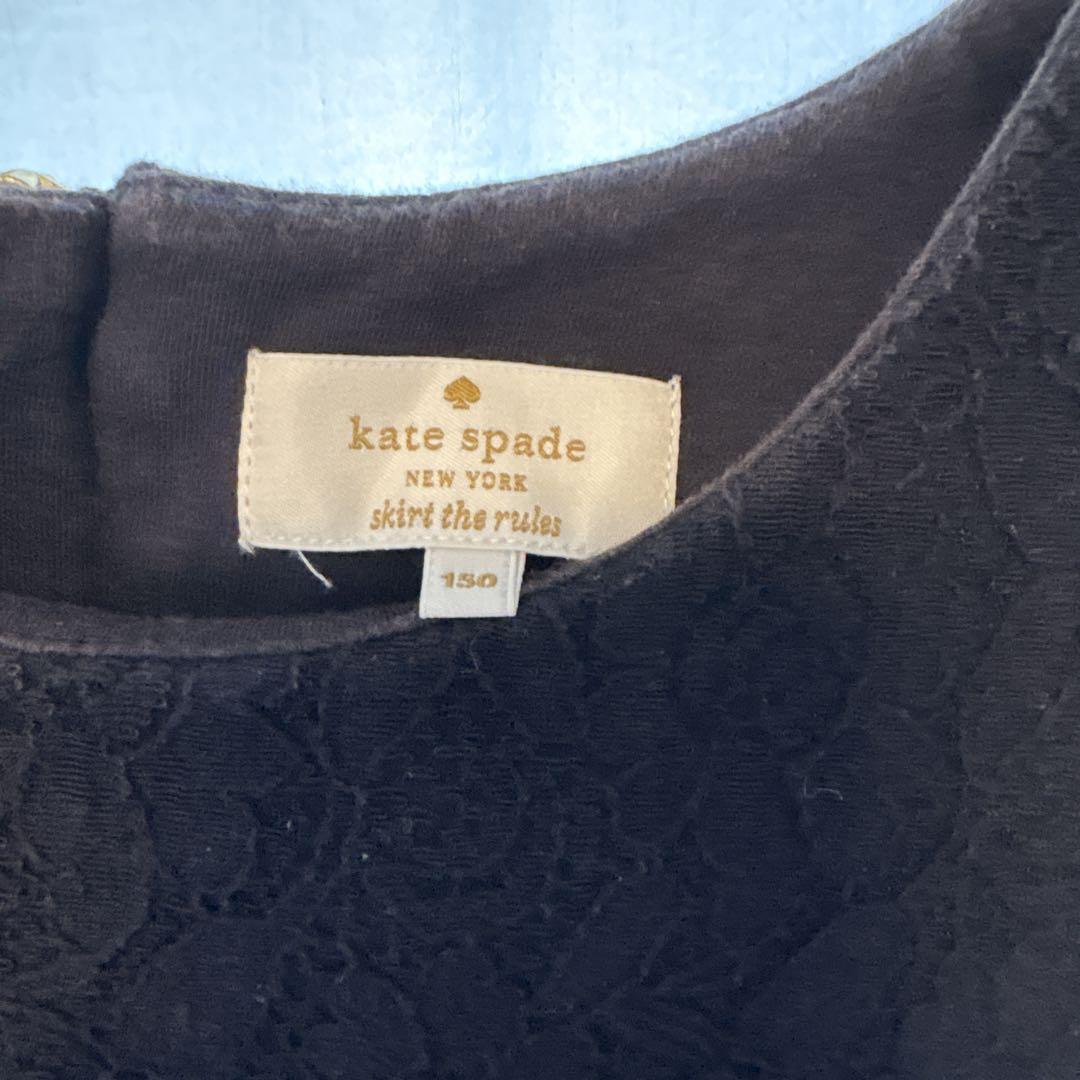 kate spade
NEW YORK
skirt the rules
150